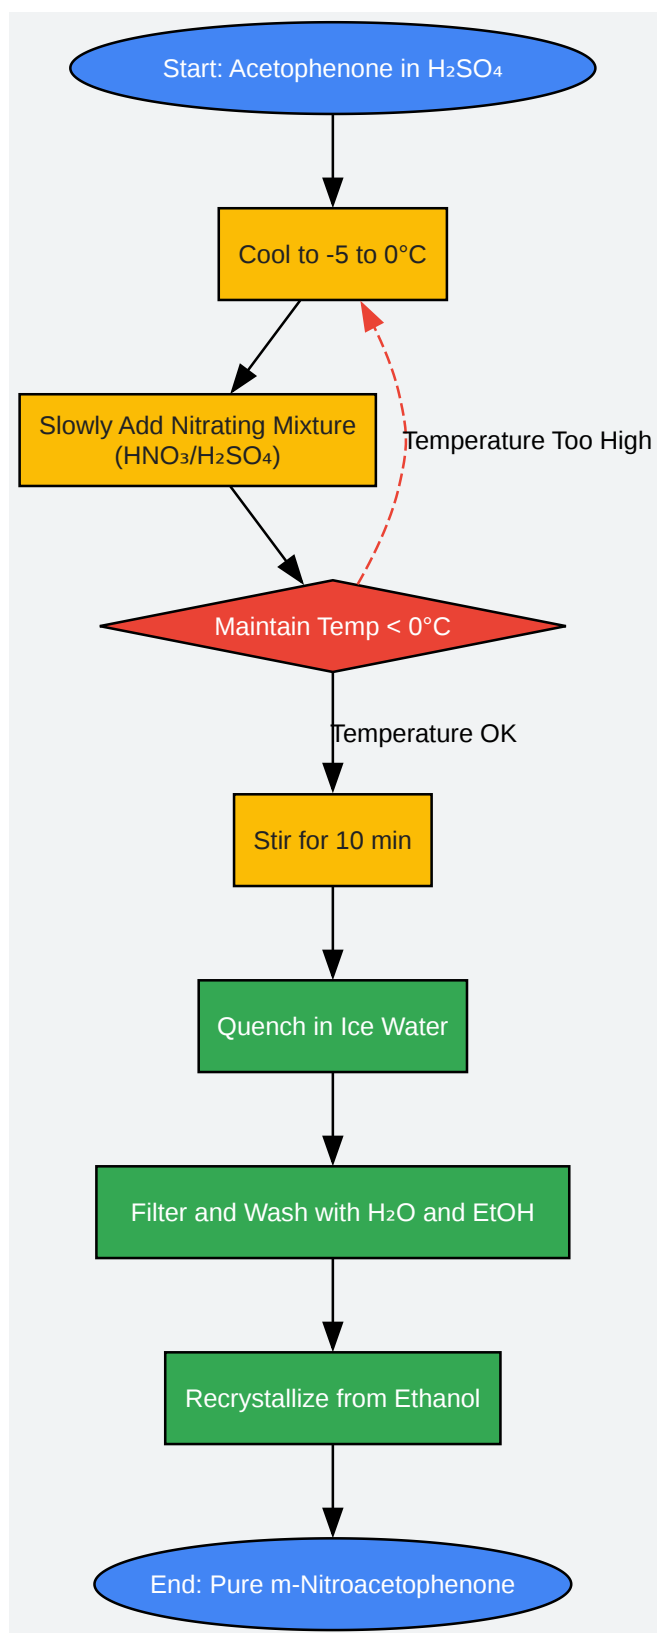 Start: Acetophenone in H₂SO₄
Cool to -5 to 0°C
Slowly Add Nitrating Mixture
(HNO₃/H₂SO₄)
Temperature Too High
Maintain Temp < 0°C
Temperature OK
Stir for 10 min
Quench in Ice Water
Filter and Wash with H₂O and EtOH
Recrystallize from Ethanol
End: Pure m-Nitroacetophenone